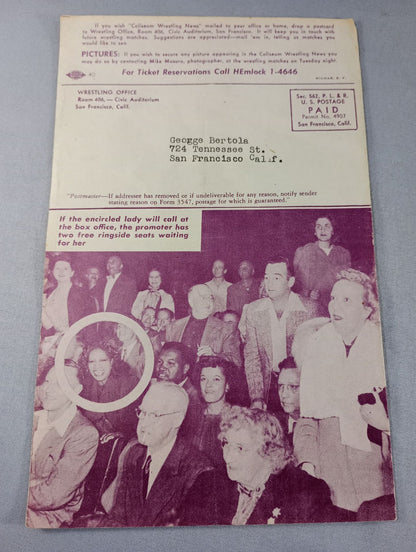 If you wish "Coliseum Wrestling News" mailed to your office or home, drop a postcard
to Wrestling Office, Room 406, Civic Auditorium, San Francisco. It will keep you in touch with
future wrestling matches. Suggestions are appreciated—mail 'em in, telling us matches you
would like to see
PICTURES: If you wish to secure any picture appearing in the Coliseum Wrestling News you
may do so by contacting Mike Masura, photographer, at the wrestling matches on Tuesday night.
40
For Ticket Reservations Call HEmlock 1-4646
WRESTLING OFFICE
Room 406, — Civic Auditorium
San Francisco, Calif.
Sec. 562, P. L. & R.
U. S. POSTAGE
PAID
Permit No. 4907
San Francisco, Calif.
George Bertola
724 Tennessee St.
San Francisco Calif.
"Postmaster—If addressee has removed or if undeliverable for any reason, notify sender
stating reason on Form 3547, postage for which is guaranteed."
If the encircled lady will call at
the box office, the promoter has
two free ringside seats waiting
for her